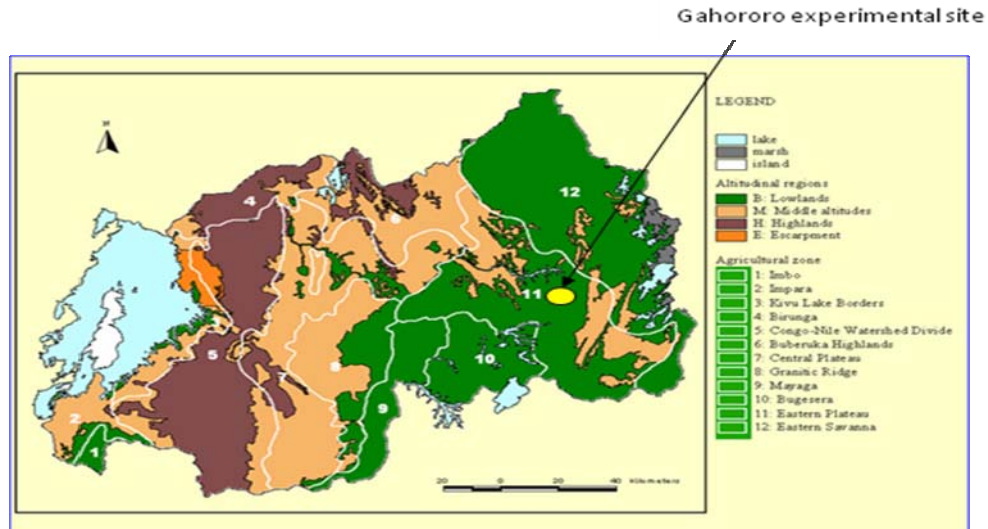 Gahororo experimental site
LEGEND
lake
marsh
island
Altitudinal regions
B: Lowlands
M: Middle altitudes
H: Highlands
E: Escarpment
Agricultural zone
1: Imbo
2: Impara
3: Kivu Lake Borders
4: Birunga
5: Congo-Nile Watershed Divide
6: Buberuka Highlands
7: Central Plateau
8: Granitic Ridge
9: Mayaga
10: Bugesera
11: Eastern Plateau
12: Eastern Savanna
N
12
4
6
11
5
10
7
8
9
2
1
20 0 20 40 Kilometers